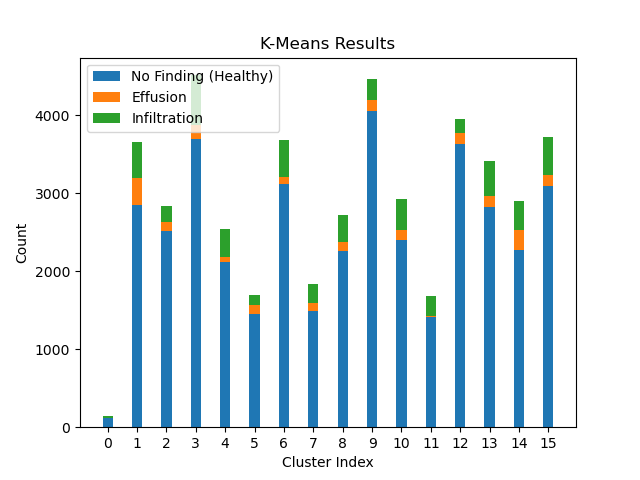 K-Means Results
No Finding (Healthy)
Effusion
Infiltration
Count
4000
3000
2000
1000
0
0 1 2 3 4 5 6 7 8 9 10 11 12 13 14 15
Cluster Index